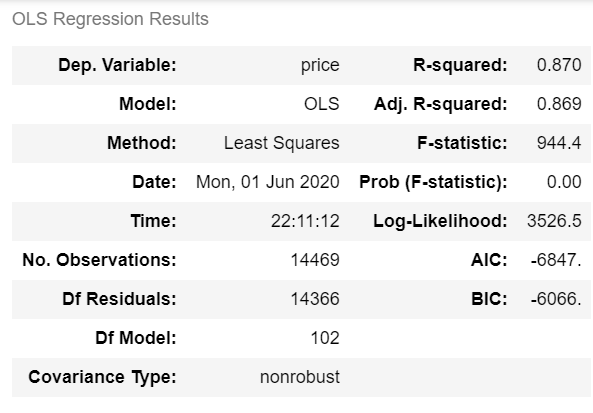 OLS Regression Results
Dep. Variable: price R-squared: 0.870
Model: OLS Adj. R-squared: 0.869
Method: Least Squares F-statistic: 944.4
Date: Mon, 01 Jun 2020 Prob (F-statistic): 0.00
Time: 22:11:12 Log-Likelihood: 3526.5
No. Observations: 14469 AIC: -6847.
Df Residuals: 14366 BIC: -6066.
Df Model: 102
Covariance Type: nonrobust